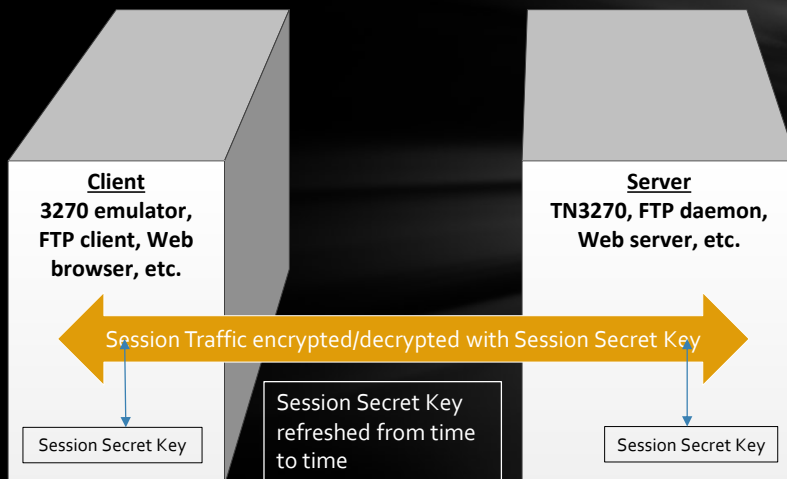 Client
3270 emulator,
FTP client, Web
browser, etc.
Server
TN3270, FTP daemon,
Web server, etc.
Session Traffic encrypted/decrypted with Session Secret Key
Session Secret Key
Session Secret Key
refreshed from time
to time
Session Secret Key